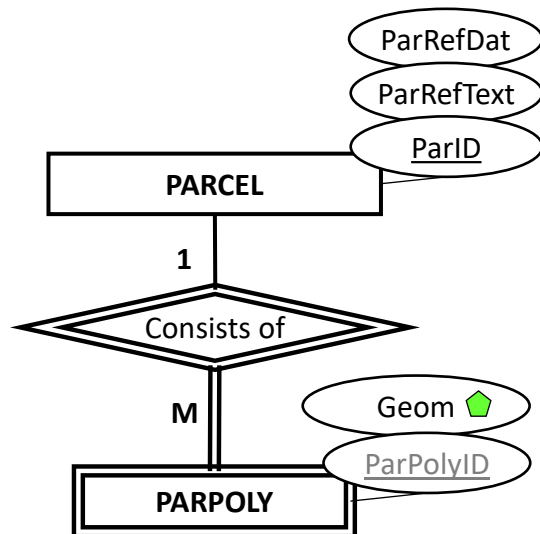 ParRefDat
ParRefText
ParID
PARCEL
1
Consists of
M
Geom
ParPolyID
PARPOLY